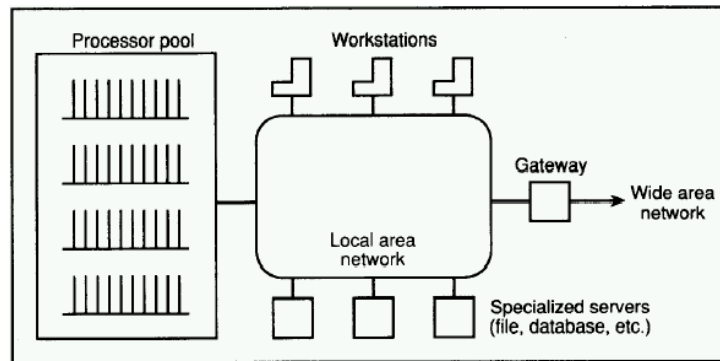 Processor pool
Workstations
Gateway
Wide area
network
Local area
network
Specialized servers
(file, database, etc.)